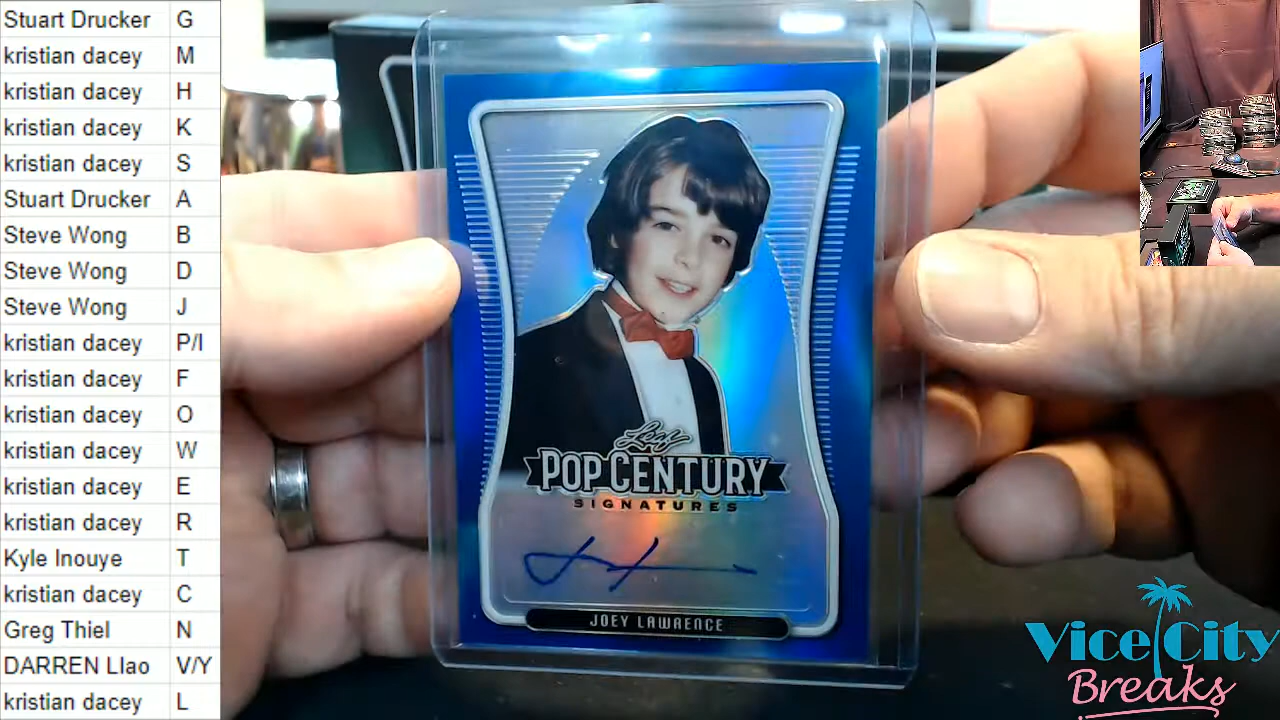 Stuart Drucker G
kristian dacey M
kristian dacey H
kristian dacey K
kristian dacey S
Stuart Drucker A
Steve Wong B
Steve Wong D
Steve Wong J
kristian dacey P/I
kristian dacey F
kristian dacey O
kristian dacey W
kristian dacey E
kristian dacey R
Kyle Inouye T
kristian dacey C
Greg Thiel N
DARREN Llao V/Y
kristian dacey L
Leaf
POP CENTURY
SIGNATURES
JOEY LAWRENCE
Vice City
Breaks